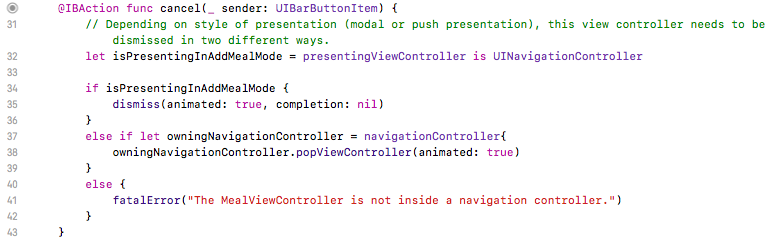 @IBAction func cancel(_ sender: UIBarButtonItem) {
31 // Depending on style of presentation (modal or push presentation), this view controller needs to be
dismissed in two different ways.
32 let isPresentingInAddMealMode = presentingViewController is UINavigationController
33
34 if isPresentingInAddMealMode {
35 dismiss(animated: true, completion: nil)
36 }
37 else if let owningNavigationController = navigationController{
38 owningNavigationController.popViewController(animated: true)
39 }
40 else {
41 fatalError("The MealViewController is not inside a navigation controller.")
42 }
43 }